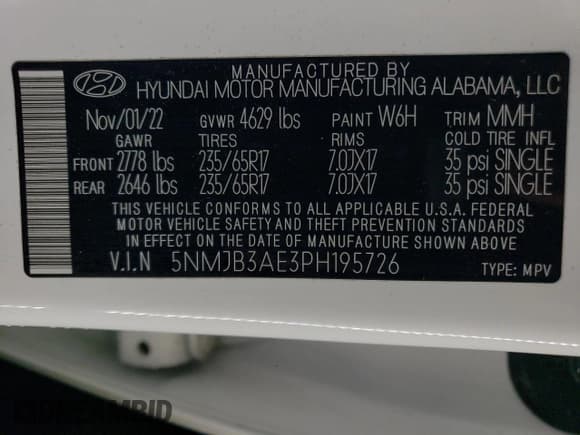 MANUFACTURED BY
HYUNDAI MOTOR MANUFACTURING ALABAMA, LLC
Nov/01/22 GVWR 4629 lbs PAINT W6H TRIM MMH
GAWR TIRES RIMS COLD TIRE INFL
FRONT 2778 lbs 235/65R17 7.0JX17 35 psi SINGLE
REAR 2646 lbs 235/65R17 7.0JX17 35 psi SINGLE
THIS VEHICLE CONFORMS TO ALL APPLICABLE U.S.A. FEDERAL
MOTOR VEHICLE SAFETY AND THEFT PREVENTION STANDARDS
IN EFFECT ON THE DATE OF MANUFACTURE SHOWN ABOVE.
V.I.N 5NMJB3AE3PH195726 TYPE: MPV